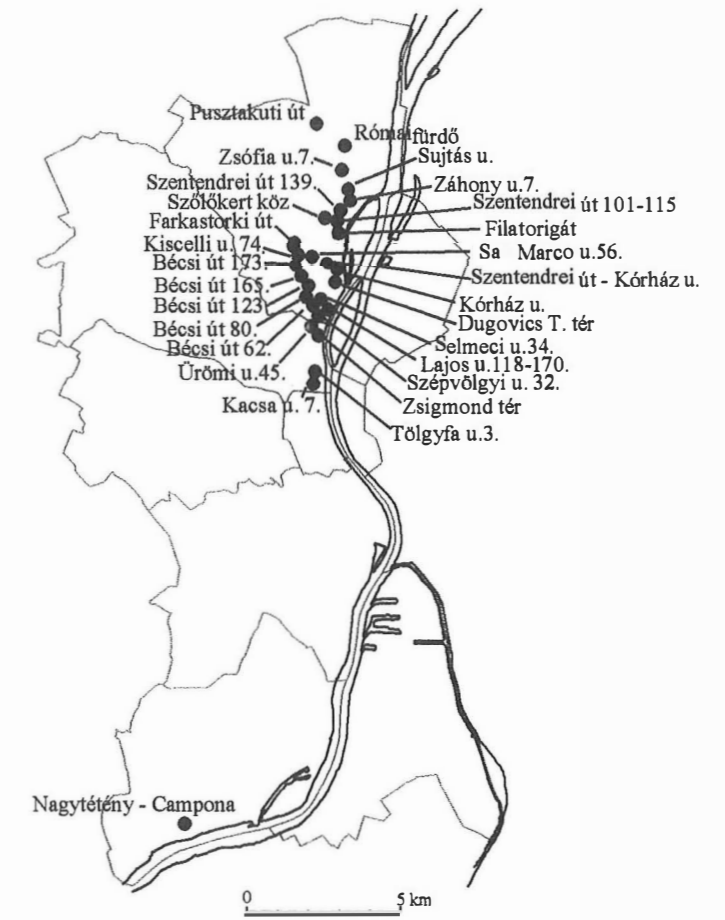 Pusztakuti út
Rómaifürdő
Zsófia u.7.
Sujtás u.
Szentendrei út 139.
Záhony u.7.
Szőlőkert köz
Szentendrei út 101-115
Farkastorki út
Filatorigát
Kiscelli u. 74.
Sa Marco u.56.
Bécsi út 173.
Szentendrei út - Kórház u.
Bécsi út 165.
Kórház u.
Bécsi út 123.
Dugovics T. tér
Bécsi út 80.
Selmeci u.34.
Bécsi út 62.
Lajos u.118-170.
Ürömi u.45.
Szépvölgyi u. 32.
Kacsa u. 7.
Zsigmond tér
Tölgyfa u.3.
Nagytétény - Campona
0 5 km